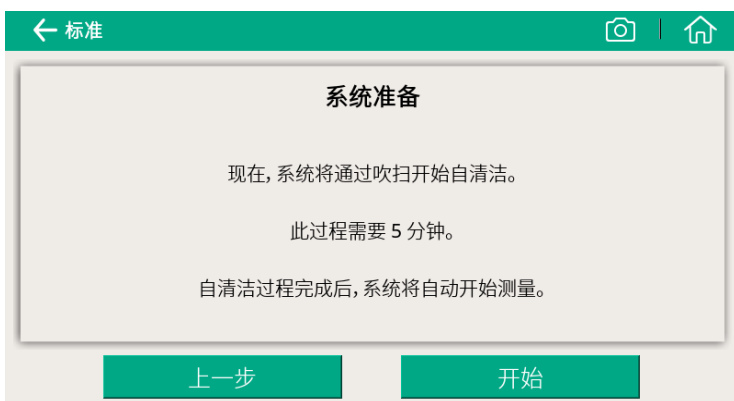 标准
系统准备
现在，系统将通过吹扫开始自清洁。
此过程需要 5 分钟。
自清洁过程完成后，系统将自动开始测量。
上一步
开始